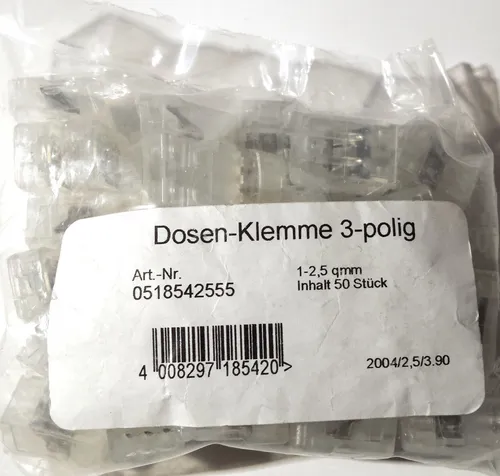 Dosen-Klemme 3-polig
Art.-Nr.
0518542555
1-2,5 qmm
Inhalt 50 Stück
4 008297 185420>
2004/2,5/3.90